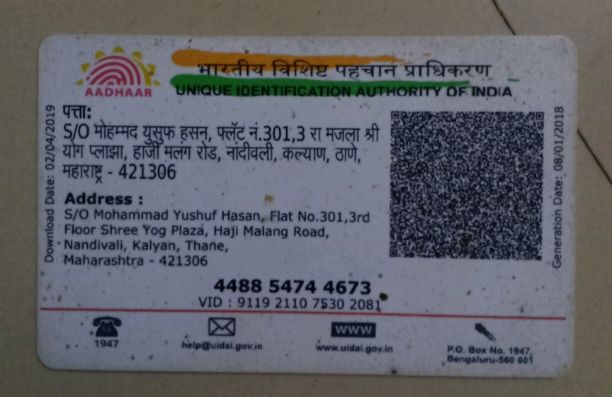 भारतीय विशिष्ट पहचान प्राधिकरण
UNIQUE IDENTIFICATION AUTHORITY OF INDIA
AADHAAR
पत्ता:
S/O मोहम्मद युसुफ हसन, फ्लॅट नं.301,3 रा मजला श्री
योग प्लाझा, हाजी मलंग रोड, नांदीवली, कल्याण, ठाणे,
महाराष्ट्र - 421306
Address :
S/O Mohammad Yushuf Hasan, Flat No.301,3rd
Floor Shree Yog Plaza, Haji Malang Road,
Nandivali, Kalyan, Thane,
Maharashtra - 421306
Download Date: 02/04/2019
Generation Date: 08/01/2018
4488 5474 4673
VID : 9119 2110 7530 2081
1947
help@uidai.gov.in
www
www.uidai.gov.in
P.O. Box No. 1947,
Bengaluru-560 001